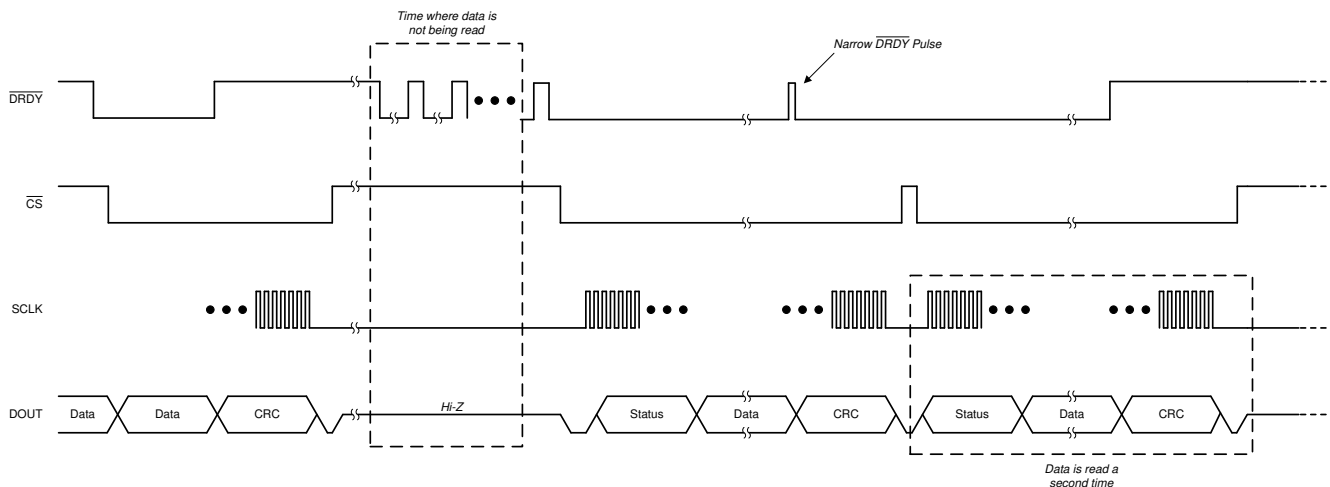 Time where data is
not being read
Narrow DRDY Pulse
DRDY
CS
SCLK
DOUT
Data
Data
CRC
Hi-Z
Status
Data
CRC
Status
Data
CRC
Data is read a
second time